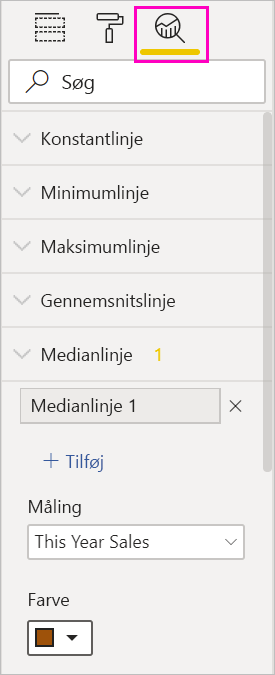 Søg
Konstantlinje
Minimumlinje
Maksimumlinje
Gennemsnitslinje
Medianlinje 1
Medianlinje 1
+ Tilføj
Måling
This Year Sales
Farve